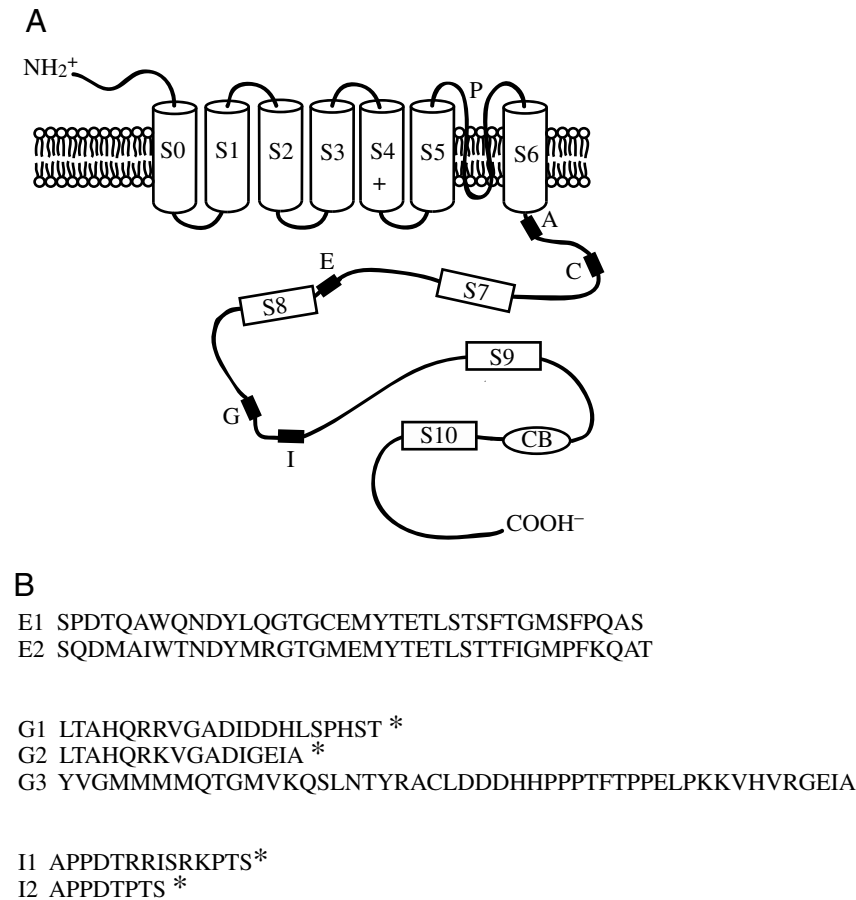 A
NH₂⁺
P
S0 S1 S2 S3 S4 S5 S6
+
A
E
C
S8 S7
S9
G
S10 CB
I
COOH⁻
B
E1 SPDTQAWQNDYLQGTGCEMYTETLSTSFTGMSFPQAS
E2 SQDMAIWTNDYMRGTGMEMYTETLSTTFIGMPFKQAT
G1 LTAHQRRVGADIDDHLSPHST *
G2 LTAHQRKVGADIGEIA *
G3 YVGMMMMQTGMVKQSLNTYRACLDDDHHPPPTFTPPELPKKVHVRGEIA
I1 APPDTRRISRKPTS*
I2 APPDTPTS *